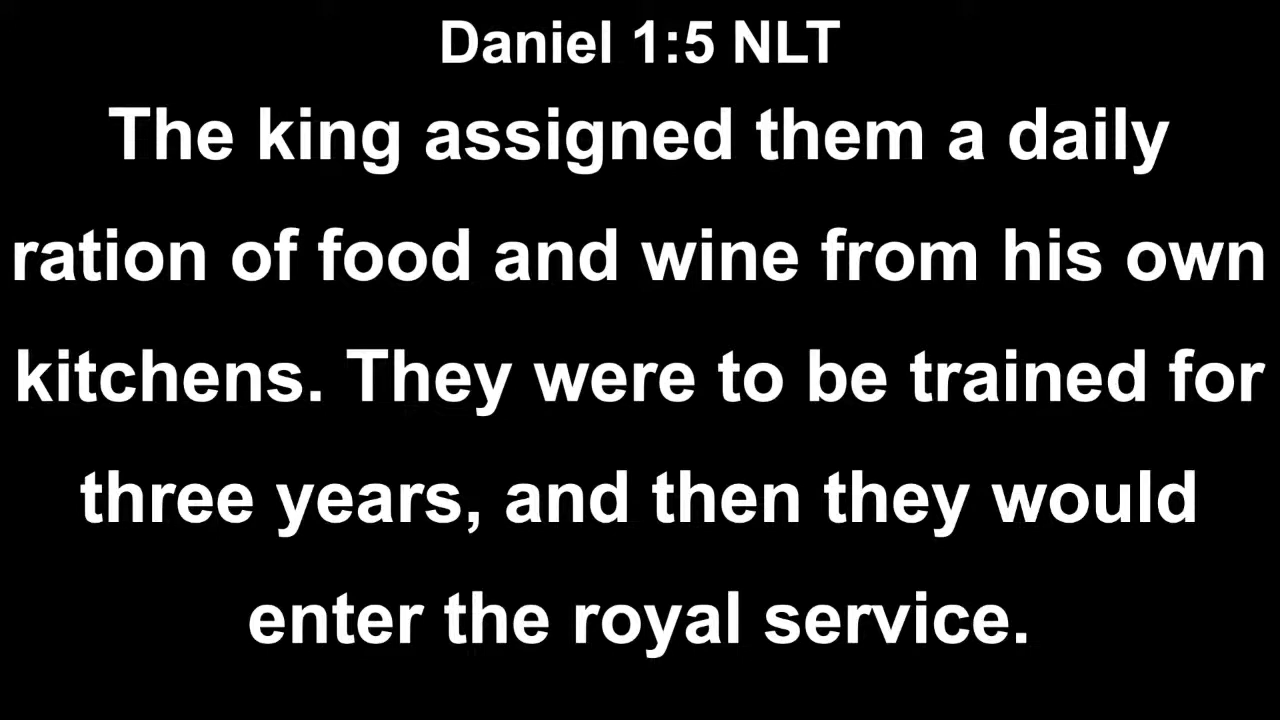 Daniel 1:5 NLT
The king assigned them a daily
ration of food and wine from his own
kitchens. They were to be trained for
three years, and then they would
enter the royal service.